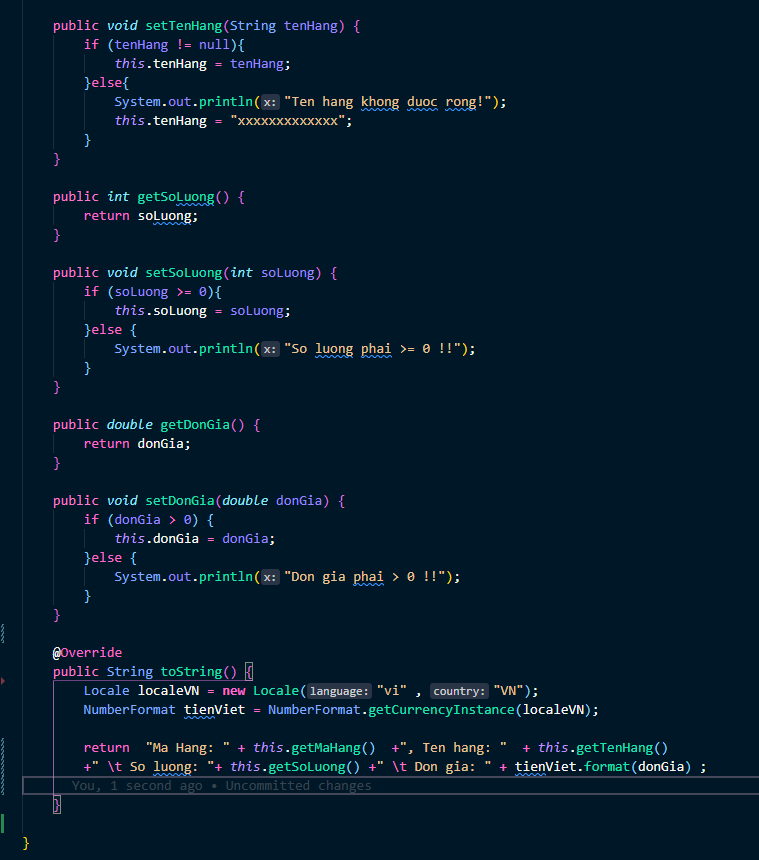 public void setTenHang(String tenHang) {
if (tenHang != null){
this.tenHang = tenHang;
}else{
System.out.println(x: "Ten hang khong duoc rong!");
this.tenHang = "xxxxxxxxxxxxx";
}
}
public int getSoLuong() {
return soLuong;
}
public void setSoLuong(int soLuong) {
if (soLuong >= 0){
this.soLuong = soLuong;
}else {
System.out.println(x: "So luong phai >= 0 !!");
}
}
public double getDonGia() {
return donGia;
}
public void setDonGia(double donGia) {
if (donGia > 0) {
this.donGia = donGia;
}else {
System.out.println(x: "Don gia phai > 0 !!");
}
}
@Override
public String toString() {
Locale localeVN = new Locale(language: "vi" , country: "VN");
NumberFormat tienViet = NumberFormat.getCurrencyInstance(localeVN);
return  "Ma Hang: " + this.getMaHang()  +", Ten hang: "  + this.getTenHang()
+" \t So luong: "+ this.getSoLuong() +" \t Don gia: " + tienViet.format(donGia) ;
You, 1 second ago • Uncommitted changes
}
}